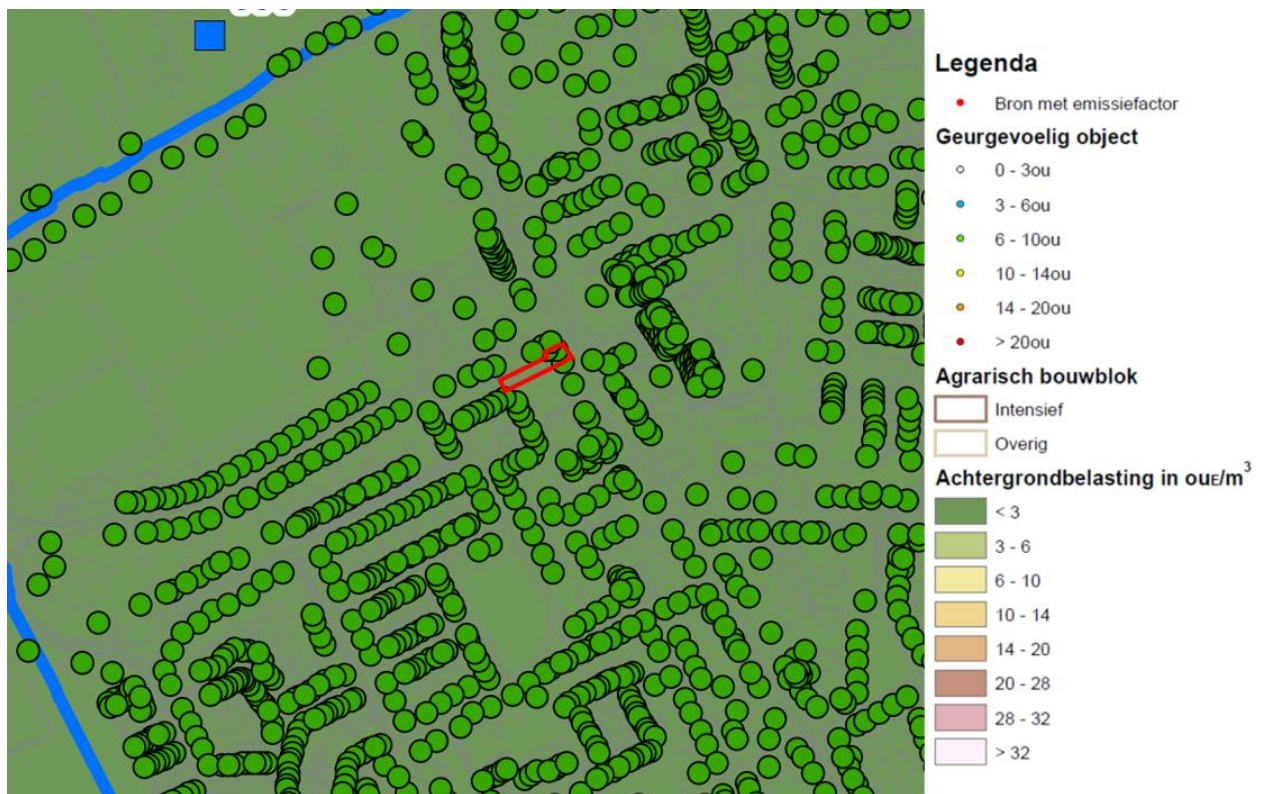 Legenda
Bron met emissiefactor
Geurgevoelig object
0 - 3ou
3 - 6ou
6 - 10ou
10 - 14ou
14 - 20ou
> 20ou
Agrarisch bouwblok
Intensief
Overig
Achtergrondbelasting in ouE/m³
< 3
3 - 6
6 - 10
10 - 14
14 - 20
20 - 28
28 - 32
> 32